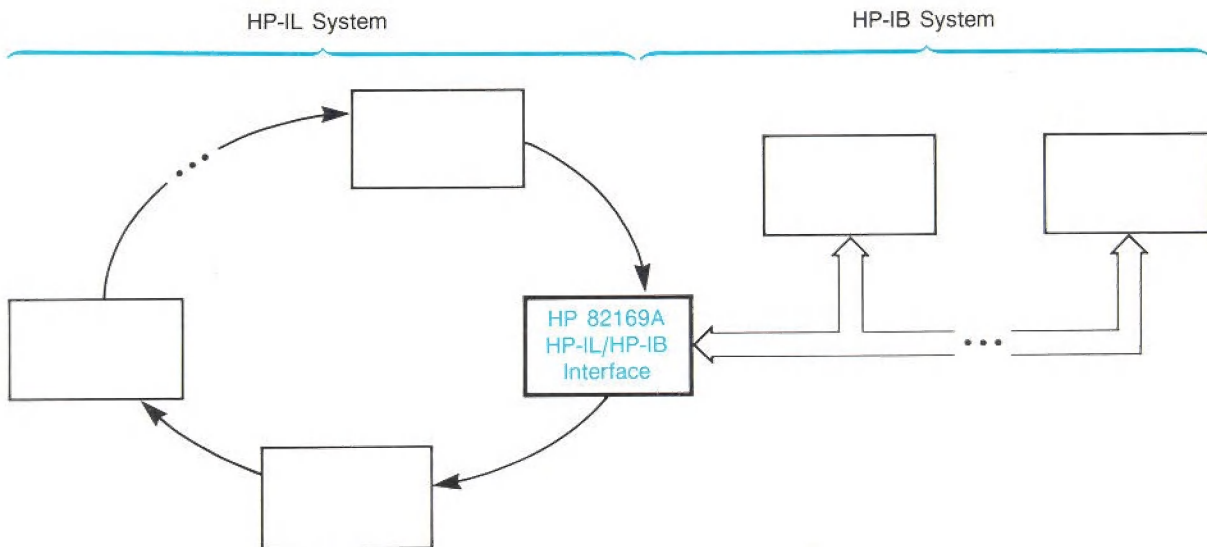 HP-IL System
HP-IB System
HP 82169A
HP-IL/HP-IB
Interface